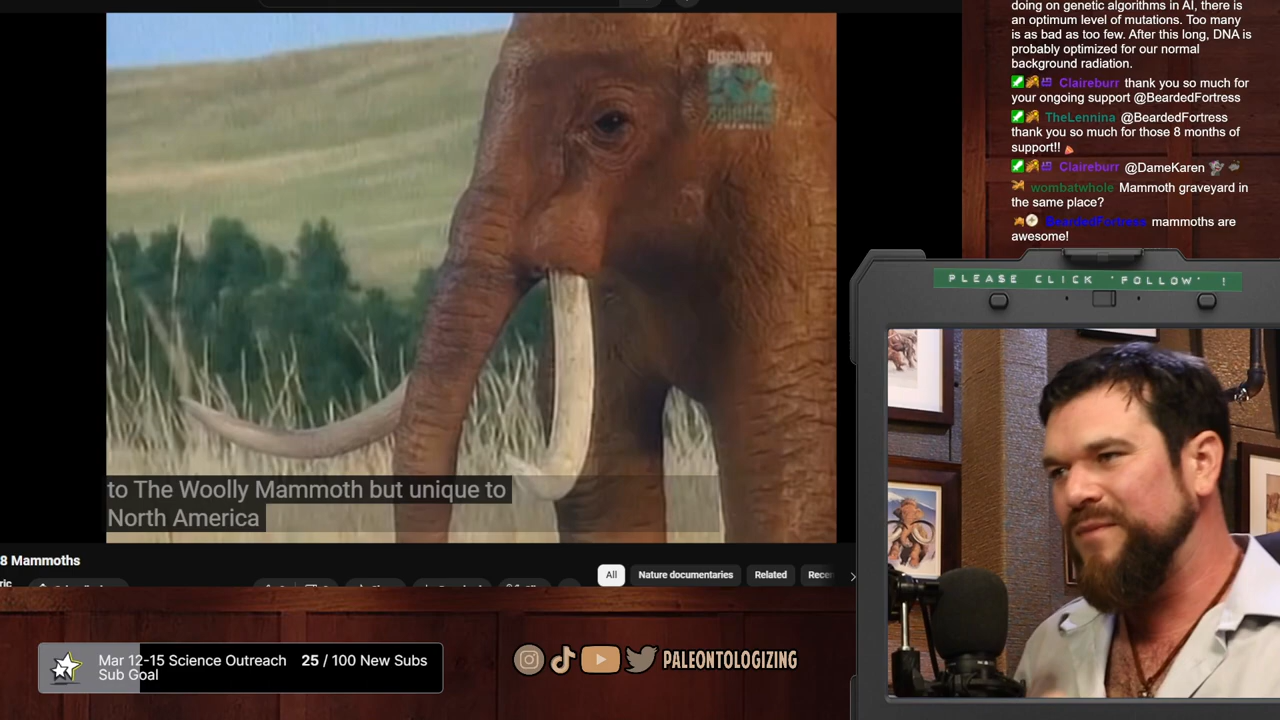 Discovery
Science
CHANNEL
to The Woolly Mammoth but unique to
North America
8 Mammoths
All
Nature documentaries
Related
doing on genetic algorithms in AI, there is
an optimum level of mutations. Too many
is as bad as too few. After this long, DNA is
probably optimized for our normal
background radiation.
Claireburr thank you so much for
your ongoing support @BeardedFortress
TheLennina @BeardedFortress
thank you so much for those 8 months of
support!!
Claireburr @DameKaren
wombatwhole Mammoth graveyard in
the same place?
BeardedFortress mammoths are
awesome!
PLEASE CLICK "FOLLOW" !
Mar 12-15 Science Outreach 25 / 100 New Subs
Sub Goal
PALEONTOLOGIZING